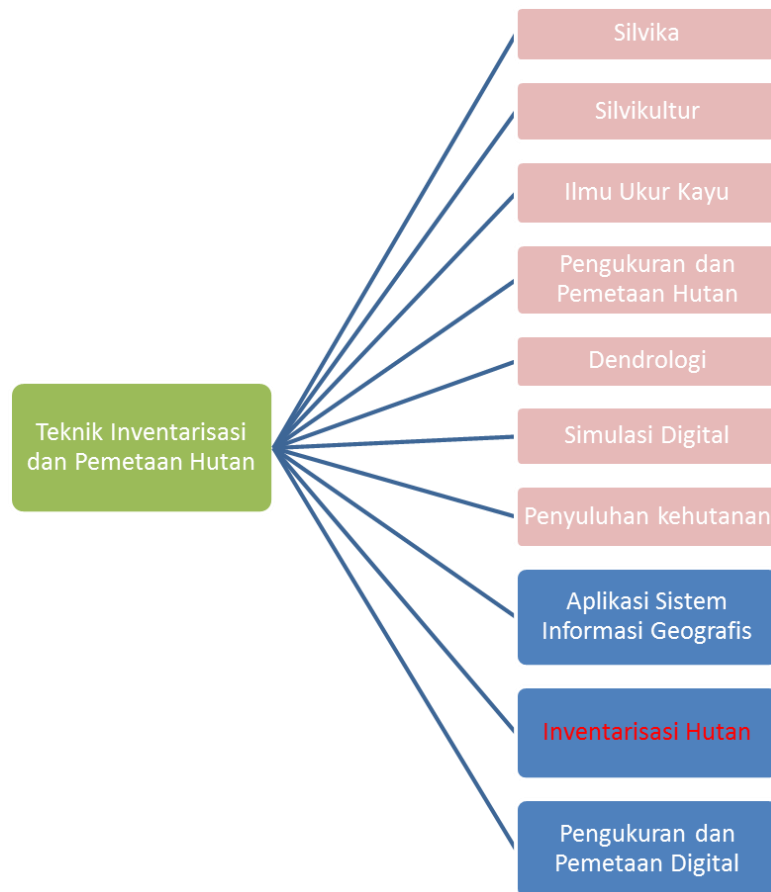 Silvika
Silvikultur
Ilmu Ukur Kayu
Pengukuran dan
Pemetaan Hutan
Dendrologi
Teknik Inventarisasi
dan Pemetaan Hutan
Simulasi Digital
Penyuluhan kehutanan
Aplikasi Sistem
Informasi Geografis
Inventarisasi Hutan
Pengukuran dan
Pemetaan Digital